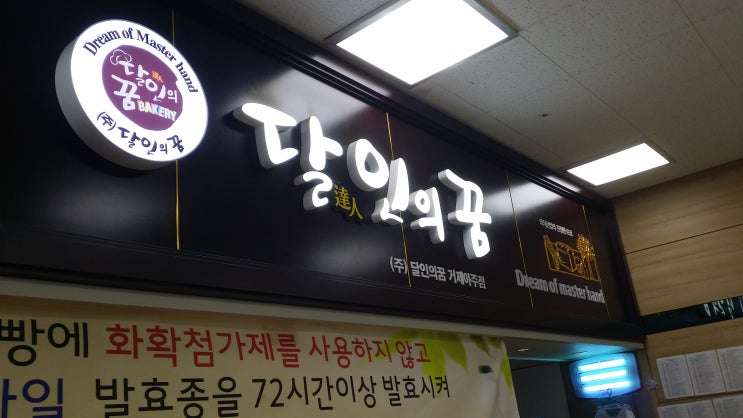 Dream of Master hand
達人
달인의
꿈 BAKERY
(주) 달인의 꿈
달인의 꿈
達人
(주) 달인의꿈 거제아주점
Dream of master hand
빵에 화확첨가제를 사용하지 않고
발효종을 72시간이상 발효시켜